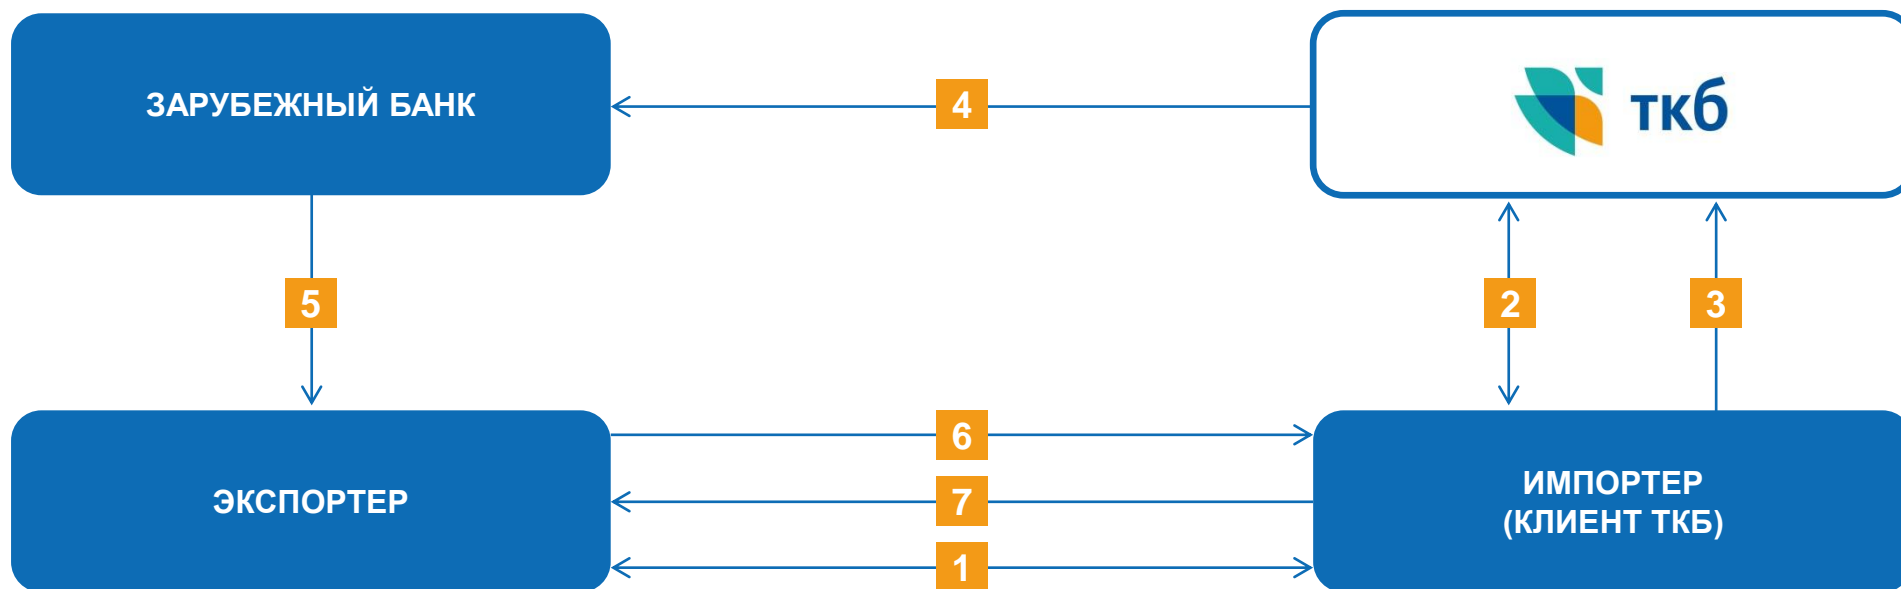 ЗАРУБЕЖНЫЙ БАНК
4
ткб
5
2
3
6
ЭКСПОРТЕР
7
ИМПОРТЕР
(КЛИЕНТ ТКБ)
1